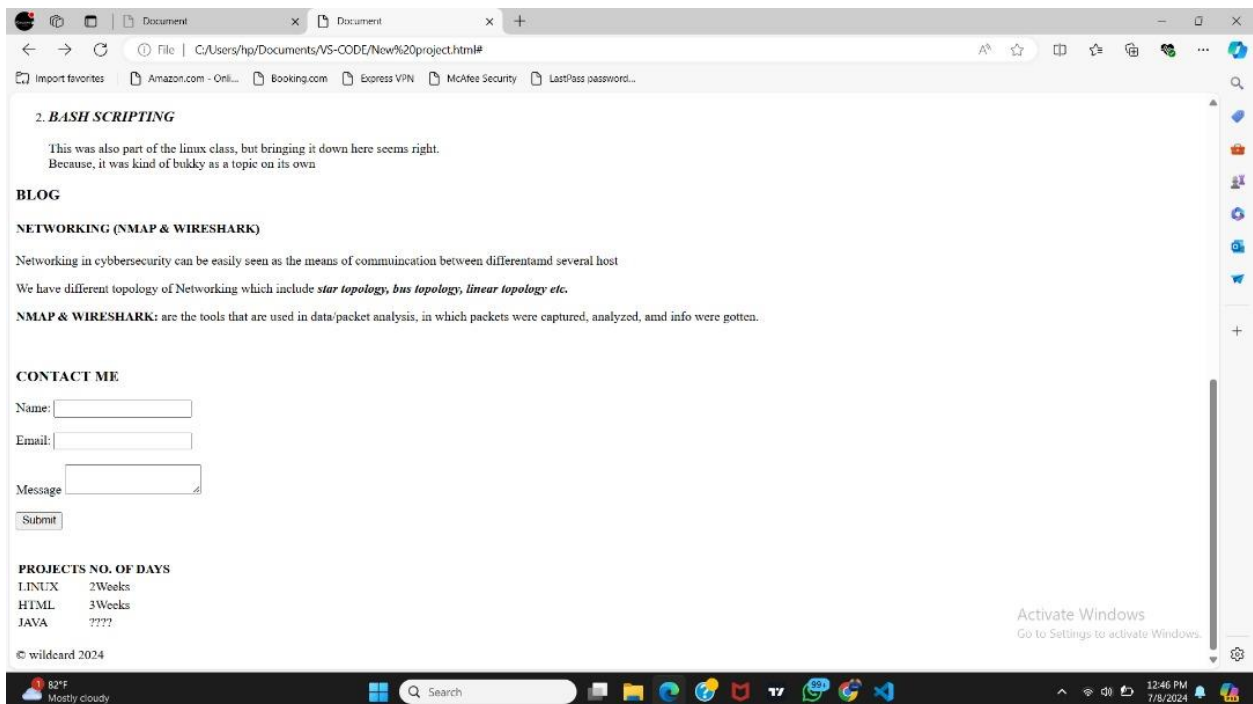 Document
Document
File | C:/Users/hp/Documents/VS-CODE/New%20project.html#
Import favorites Amazon.com - Onli... Booking.com Express VPN McAfee Security LastPass password...
2. BASH SCRIPTING
This was also part of the linux class, but bringing it down here seems right.
Because, it was kind of bukky as a topic on its own
BLOG
NETWORKING (NMAP & WIRESHARK)
Networking in cybbersecurity can be easily seen as the means of commuincation between differentamd several host
We have different topology of Networking which include star topology, bus topology, linear topology etc.
NMAP & WIRESHARK: are the tools that are used in data/packet analysis, in which packets were captured, analyzed, amd info were gotten.
CONTACT ME
Name:
Email:
Message
Submit
PROJECTS NO. OF DAYS
LINUX 2Weeks
HTML 3Weeks
JAVA ????
Activate Windows
Go to Settings to activate Windows.
© wildcard 2024
1
82°F
Mostly cloudy
Search
99+
12:46 PM
7/8/2024